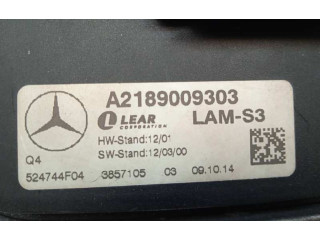 A2189009303
LEAR
CORPORATION
LAM-S3
HW-Stand:12/01
SW-Stand:12/03/00
Q4
524744F04 3857105 03 09.10.14